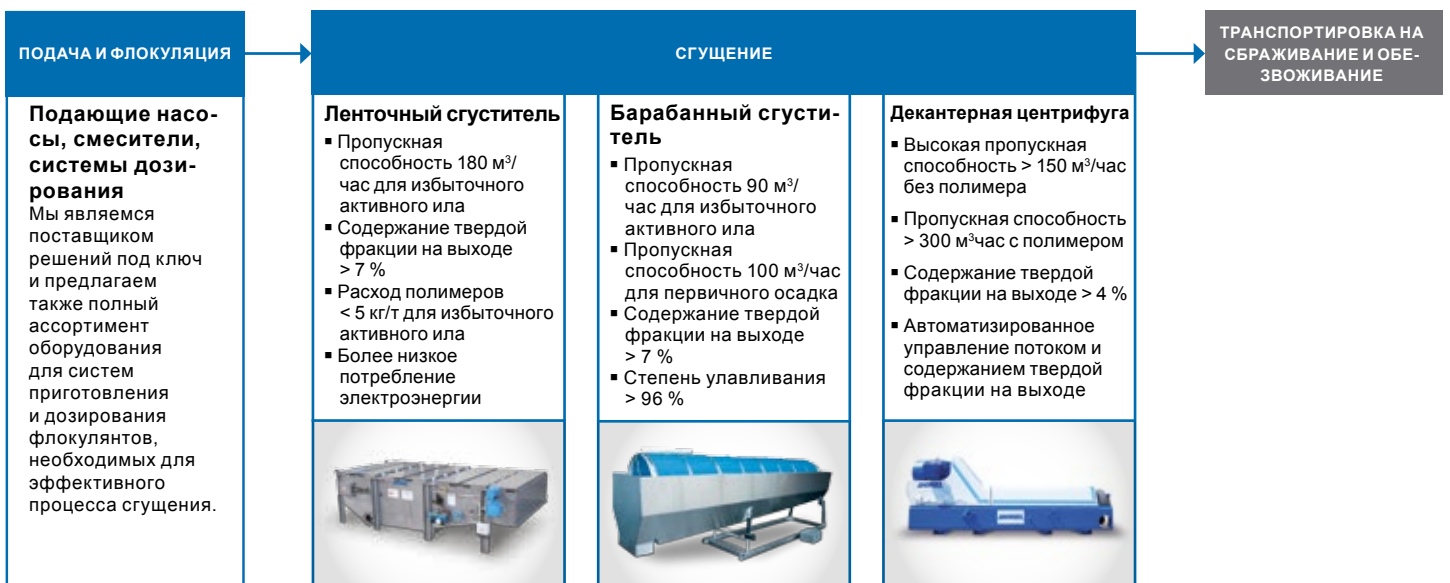 ПОДАЧА И ФЛОКУЛЯЦИЯ
СГУЩЕНИЕ
ТРАНСПОРТИРОВКА НА
СБРАЖИВАНИЕ И ОБЕ-
ЗВОЖИВАНИЕ
Подающие насо-
сы, смесители,
системы дози-
рования
Мы являемся
поставщиком
решений под ключ
и предлагаем
также полный
ассортимент
оборудования
для систем
приготовления
и дозирования
флокулянтов,
необходимых для
эффективного
процесса сгущения.
Ленточный сгуститель
▪ Пропускная
способность 180 м³/
час для избыточного
активного ила
▪ Содержание твердой
фракции на выходе
> 7 %
▪ Расход полимеров
< 5 кг/т для избыточного
активного ила
▪ Более низкое
потребление
электроэнергии
Барабанный сгусти-
тель
▪ Пропускная
способность 90 м³/
час для избыточного
активного ила
▪ Пропускная
способность 100 м³/час
для первичного осадка
▪ Содержание твердой
фракции на выходе
> 7 %
▪ Степень улавливания
> 96 %
Декантерная центрифуга
▪ Высокая пропускная
способность > 150 м³/час
без полимера
▪ Пропускная способность
> 300 м³час с полимером
▪ Содержание твердой
фракции на выходе > 4 %
▪ Автоматизированное
управление потоком и
содержанием твердой
фракции на выходе